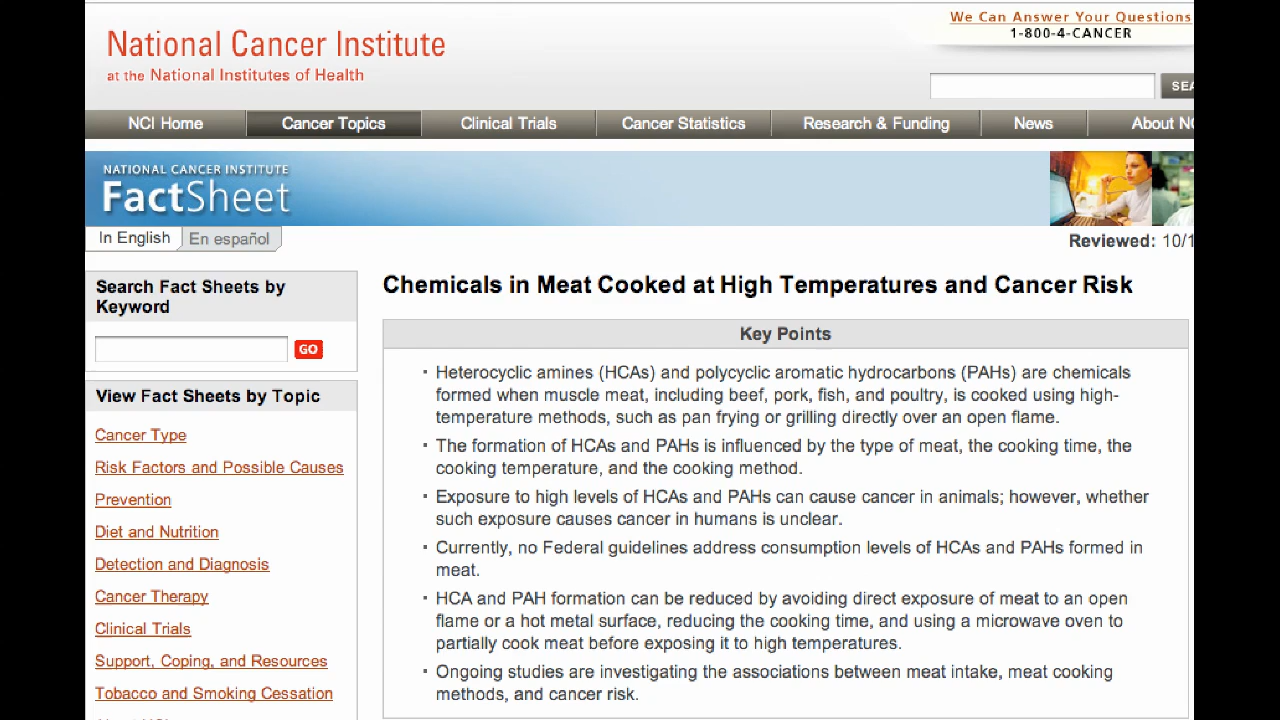 National Cancer Institute
at the National Institutes of Health
We Can Answer Your Questions
1-800-4-CANCER
NCI Home
Cancer Topics
Clinical Trials
Cancer Statistics
Research & Funding
News
About
NATIONAL CANCER INSTITUTE
FactSheet
In English
En español
Reviewed:
Search Fact Sheets by
Keyword
GO
View Fact Sheets by Topic
Cancer Type
Risk Factors and Possible Causes
Prevention
Diet and Nutrition
Detection and Diagnosis
Cancer Therapy
Clinical Trials
Support, Coping, and Resources
Tobacco and Smoking Cessation
Chemicals in Meat Cooked at High Temperatures and Cancer Risk
Key Points
Heterocyclic amines (HCAs) and polycyclic aromatic hydrocarbons (PAHs) are chemicals
formed when muscle meat, including beef, pork, fish, and poultry, is cooked using high-
temperature methods, such as pan frying or grilling directly over an open flame.
The formation of HCAs and PAHs is influenced by the type of meat, the cooking time, the
cooking temperature, and the cooking method.
Exposure to high levels of HCAs and PAHs can cause cancer in animals; however, whether
such exposure causes cancer in humans is unclear.
Currently, no Federal guidelines address consumption levels of HCAs and PAHs formed in
meat.
HCA and PAH formation can be reduced by avoiding direct exposure of meat to an open
flame or a hot metal surface, reducing the cooking time, and using a microwave oven to
partially cook meat before exposing it to high temperatures.
Ongoing studies are investigating the associations between meat intake, meat cooking
methods, and cancer risk.